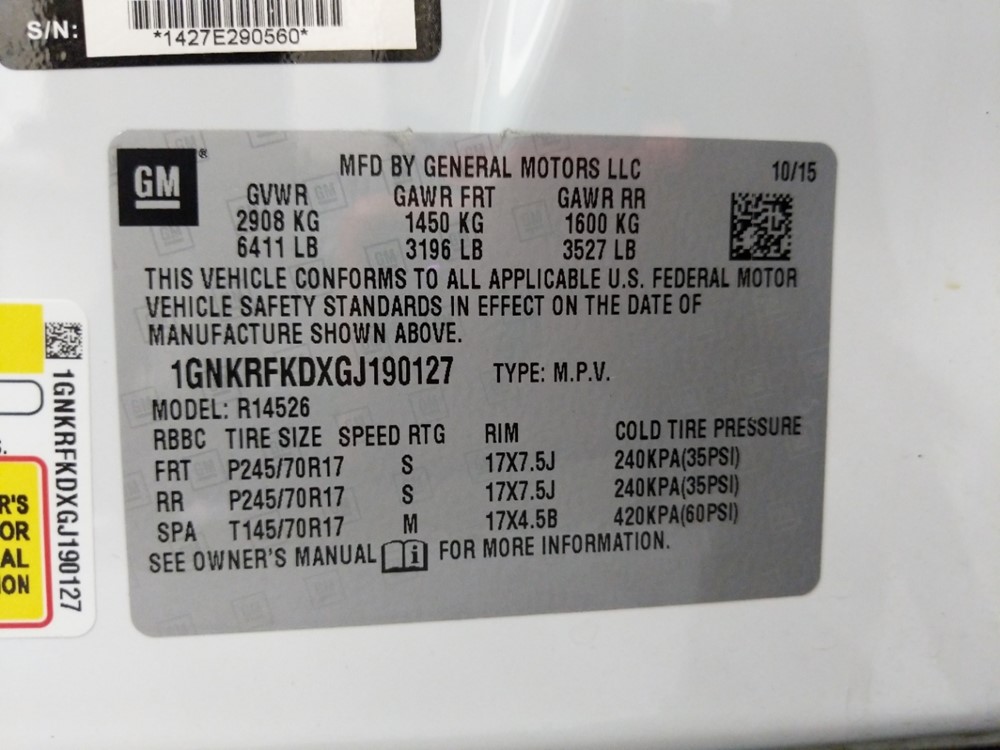 S/N:
*1427E290560*
GM®
MFD BY GENERAL MOTORS LLC 10/15
GVWR GAWR FRT GAWR RR
2908 KG 1450 KG 1600 KG
6411 LB 3196 LB 3527 LB
THIS VEHICLE CONFORMS TO ALL APPLICABLE U.S. FEDERAL MOTOR
VEHICLE SAFETY STANDARDS IN EFFECT ON THE DATE OF
MANUFACTURE SHOWN ABOVE.
1GNKRFKDXGJ190127 TYPE: M.P.V.
MODEL: R14526
RBBC TIRE SIZE SPEED RTG RIM COLD TIRE PRESSURE
FRT P245/70R17 S 17X7.5J 240KPA(35PSI)
RR P245/70R17 S 17X7.5J 240KPA(35PSI)
SPA T145/70R17 M 17X4.5B 420KPA(60PSI)
SEE OWNER'S MANUAL FOR MORE INFORMATION.
1GNKRFKDXGJ190127
R'S
OR
AL
ION